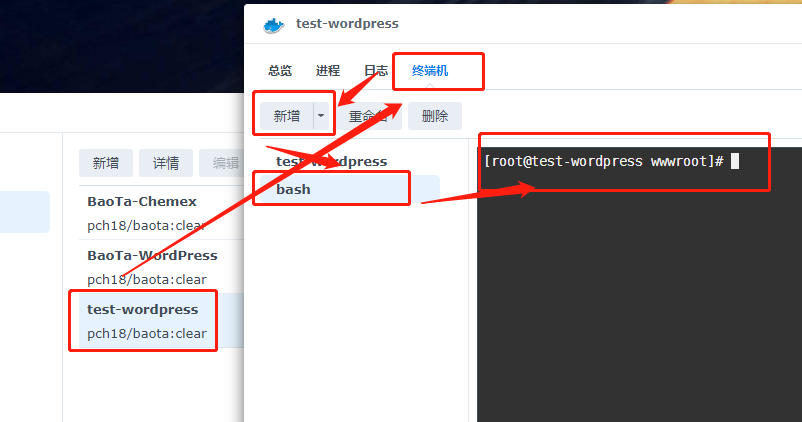 test-wordpress
总览 进程 日志 终端机
新增 重命名 删除
test-wordpress
bash
[root@test-wordpress wwwroot]#
新增 详情 编辑
BaoTa-Chemex
pch18/baota:clear
BaoTa-WordPress
pch18/baota:clear
test-wordpress
pch18/baota:clear